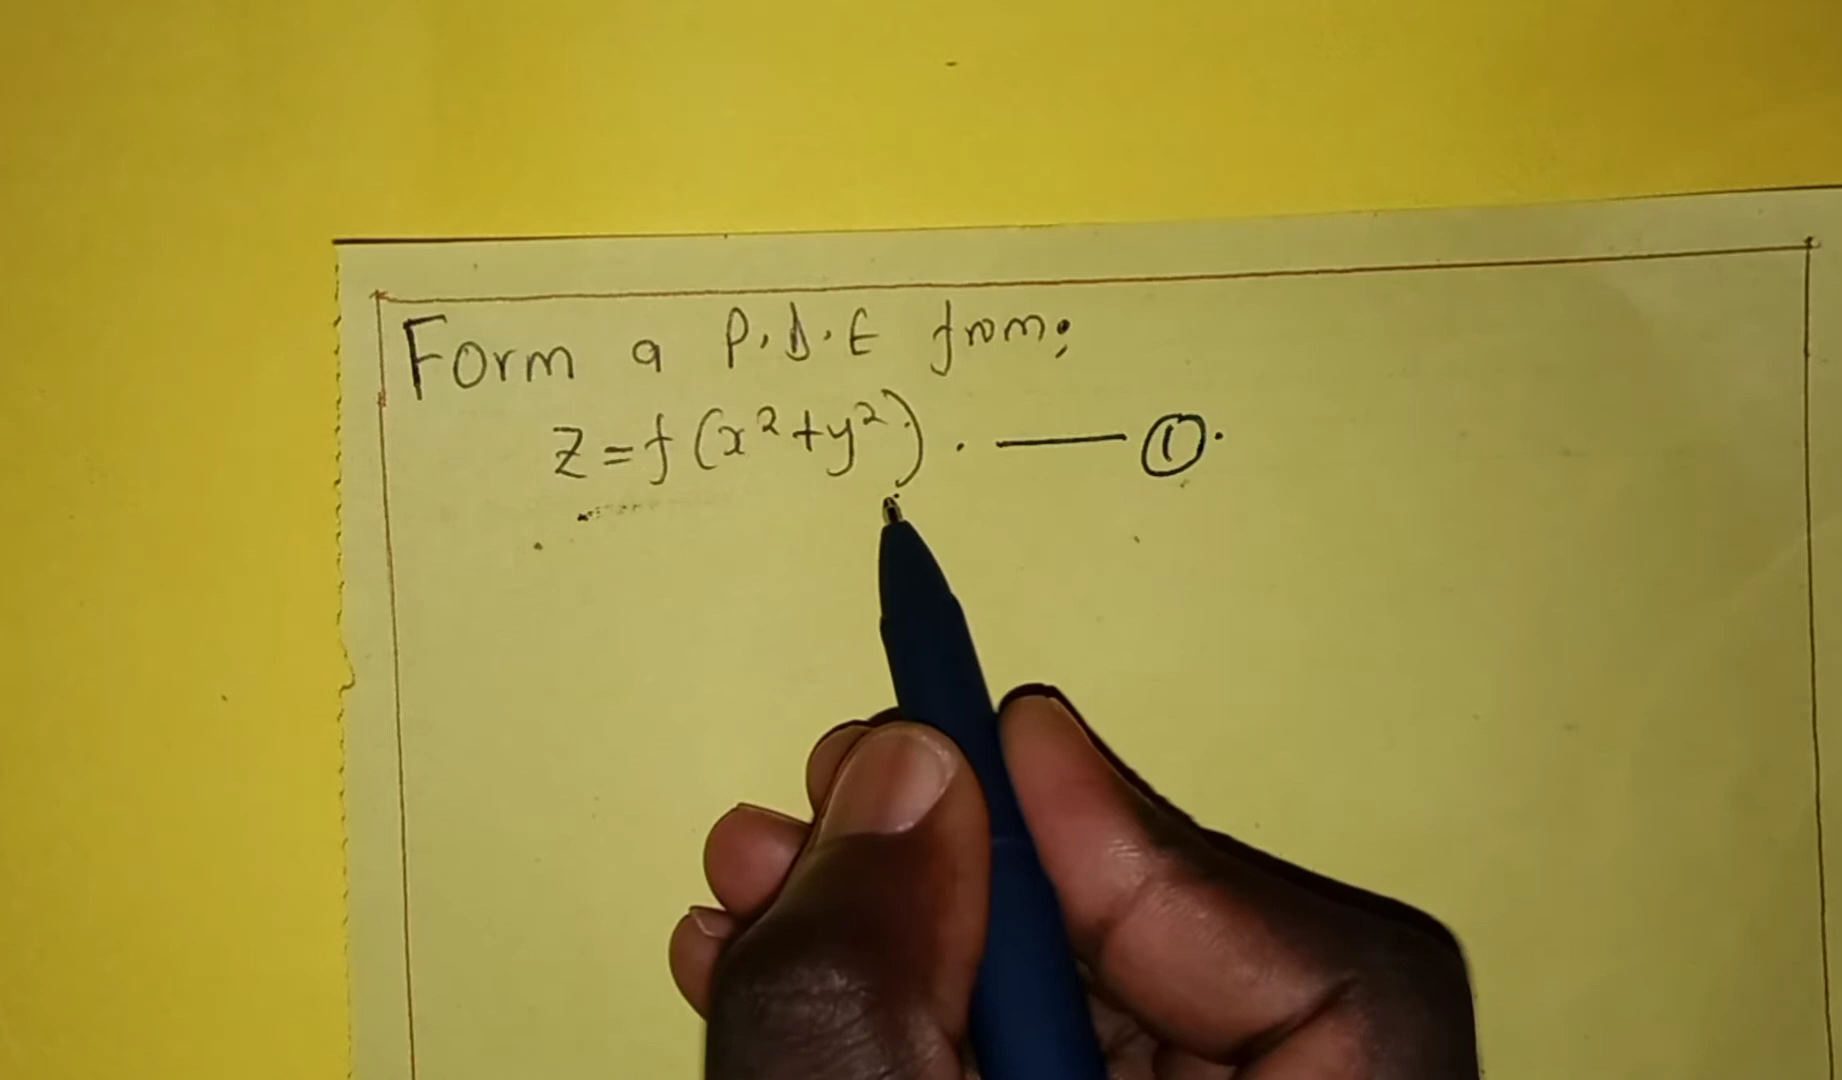 Form a P.D.E from;
z=f(x²+y²). —— ①.